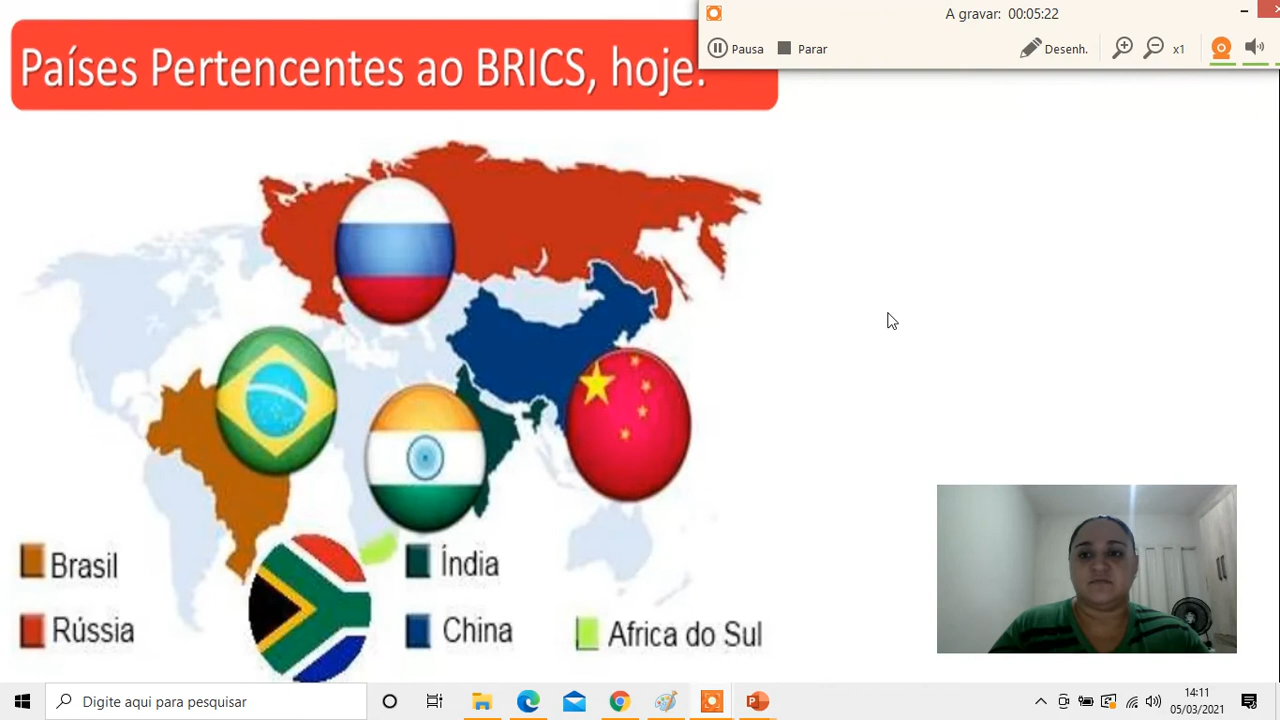 A gravar: 00:05:22
Pausa
Parar
Desenh.
x1
Países Pertencentes ao BRICS, hoje.
Brasil
Índia
Rússia
China
Africa do Sul
Digite aqui para pesquisar
14:11
05/03/2021